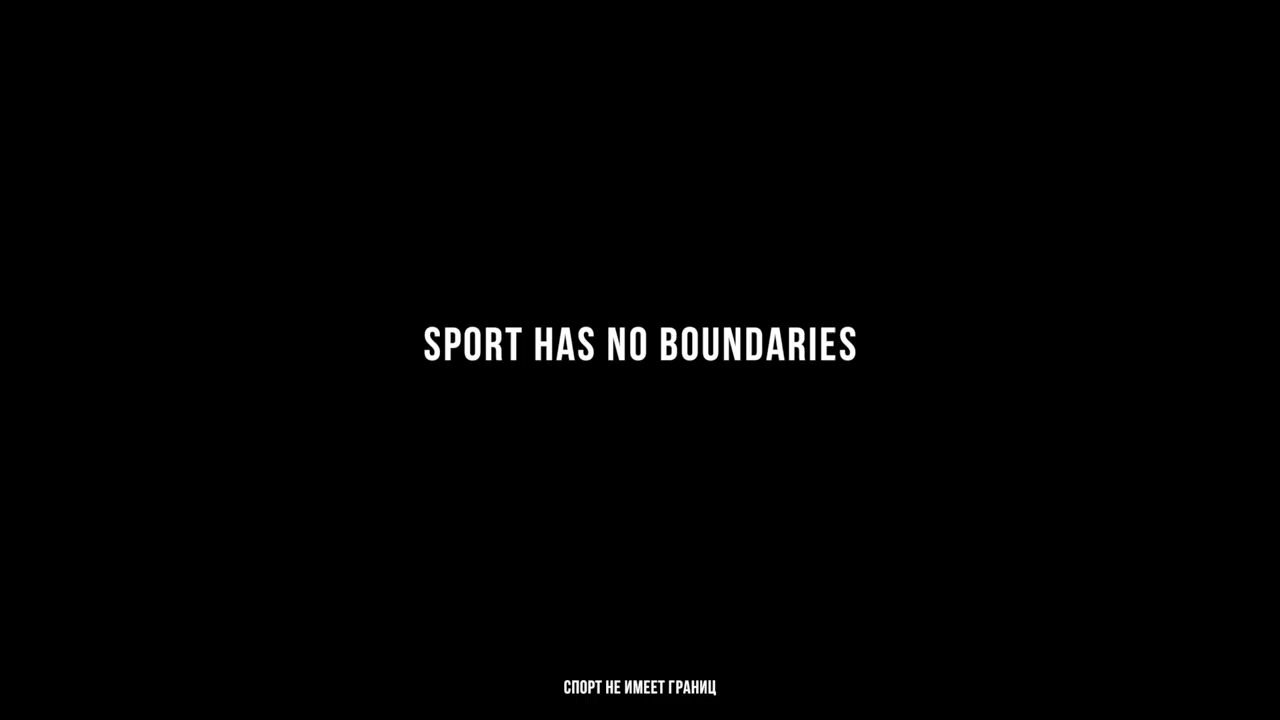 SPORT HAS NO BOUNDARIES
СПОРТ НЕ ИМЕЕТ ГРАНИЦ